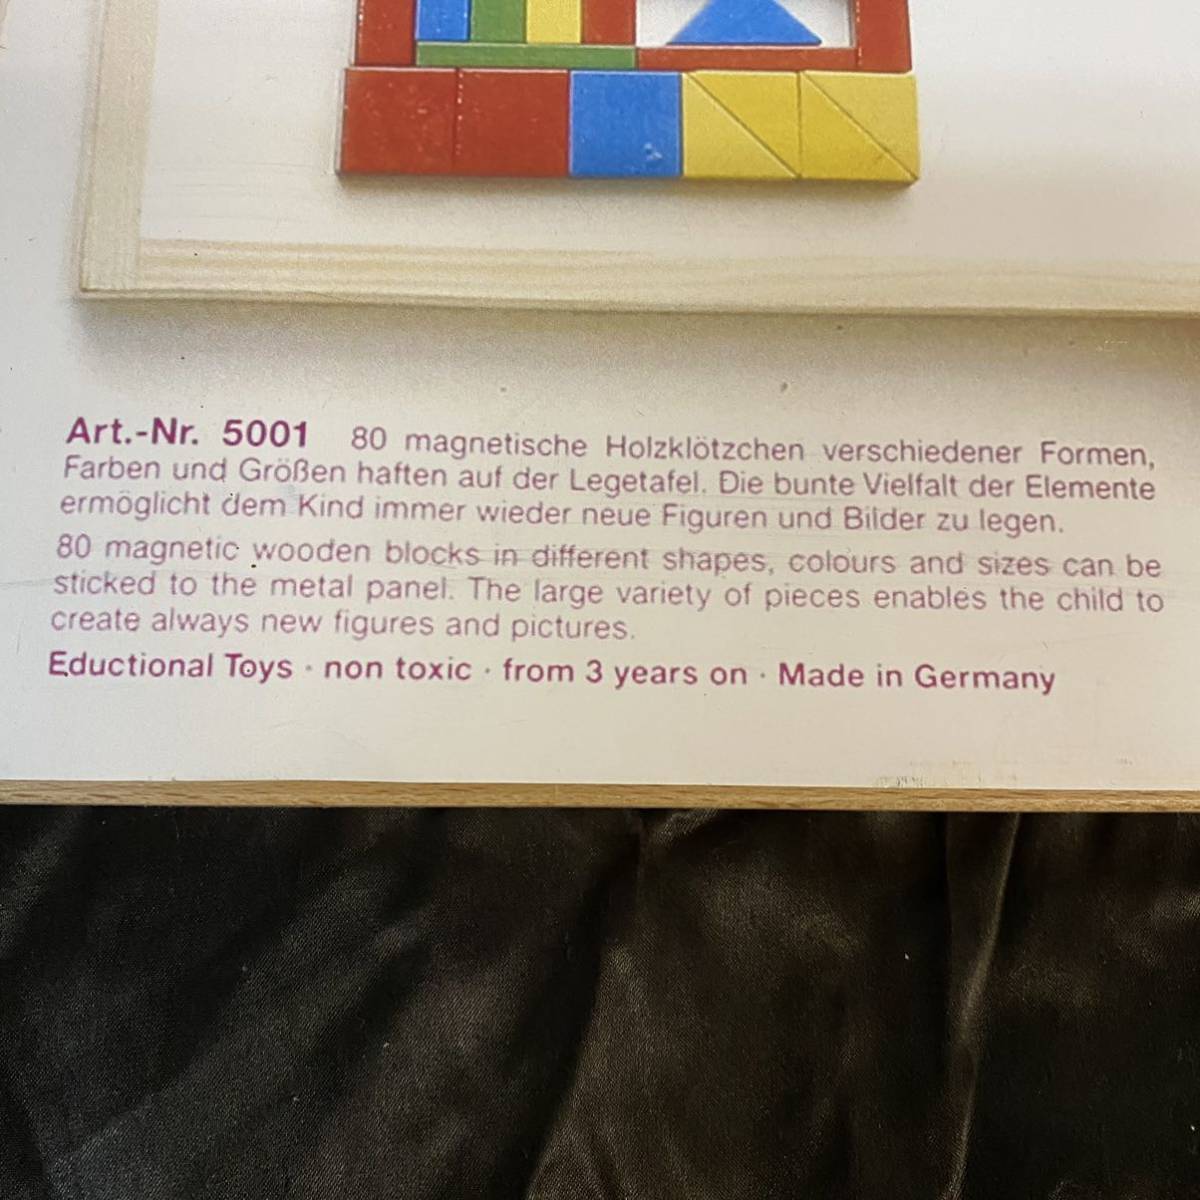 Art.-Nr. 5001 80 magnetische Holzklötzchen verschiedener Formen,
Farben und Größen haften auf der Legetafel. Die bunte Vielfalt der Elemente
ermöglicht dem Kind immer wieder neue Figuren und Bilder zu legen.
80 magnetic wooden blocks in different shapes, colours and sizes can be
sticked to the metal panel. The large variety of pieces enables the child to
create always new figures and pictures.
Eductional Toys · non toxic · from 3 years on · Made in Germany